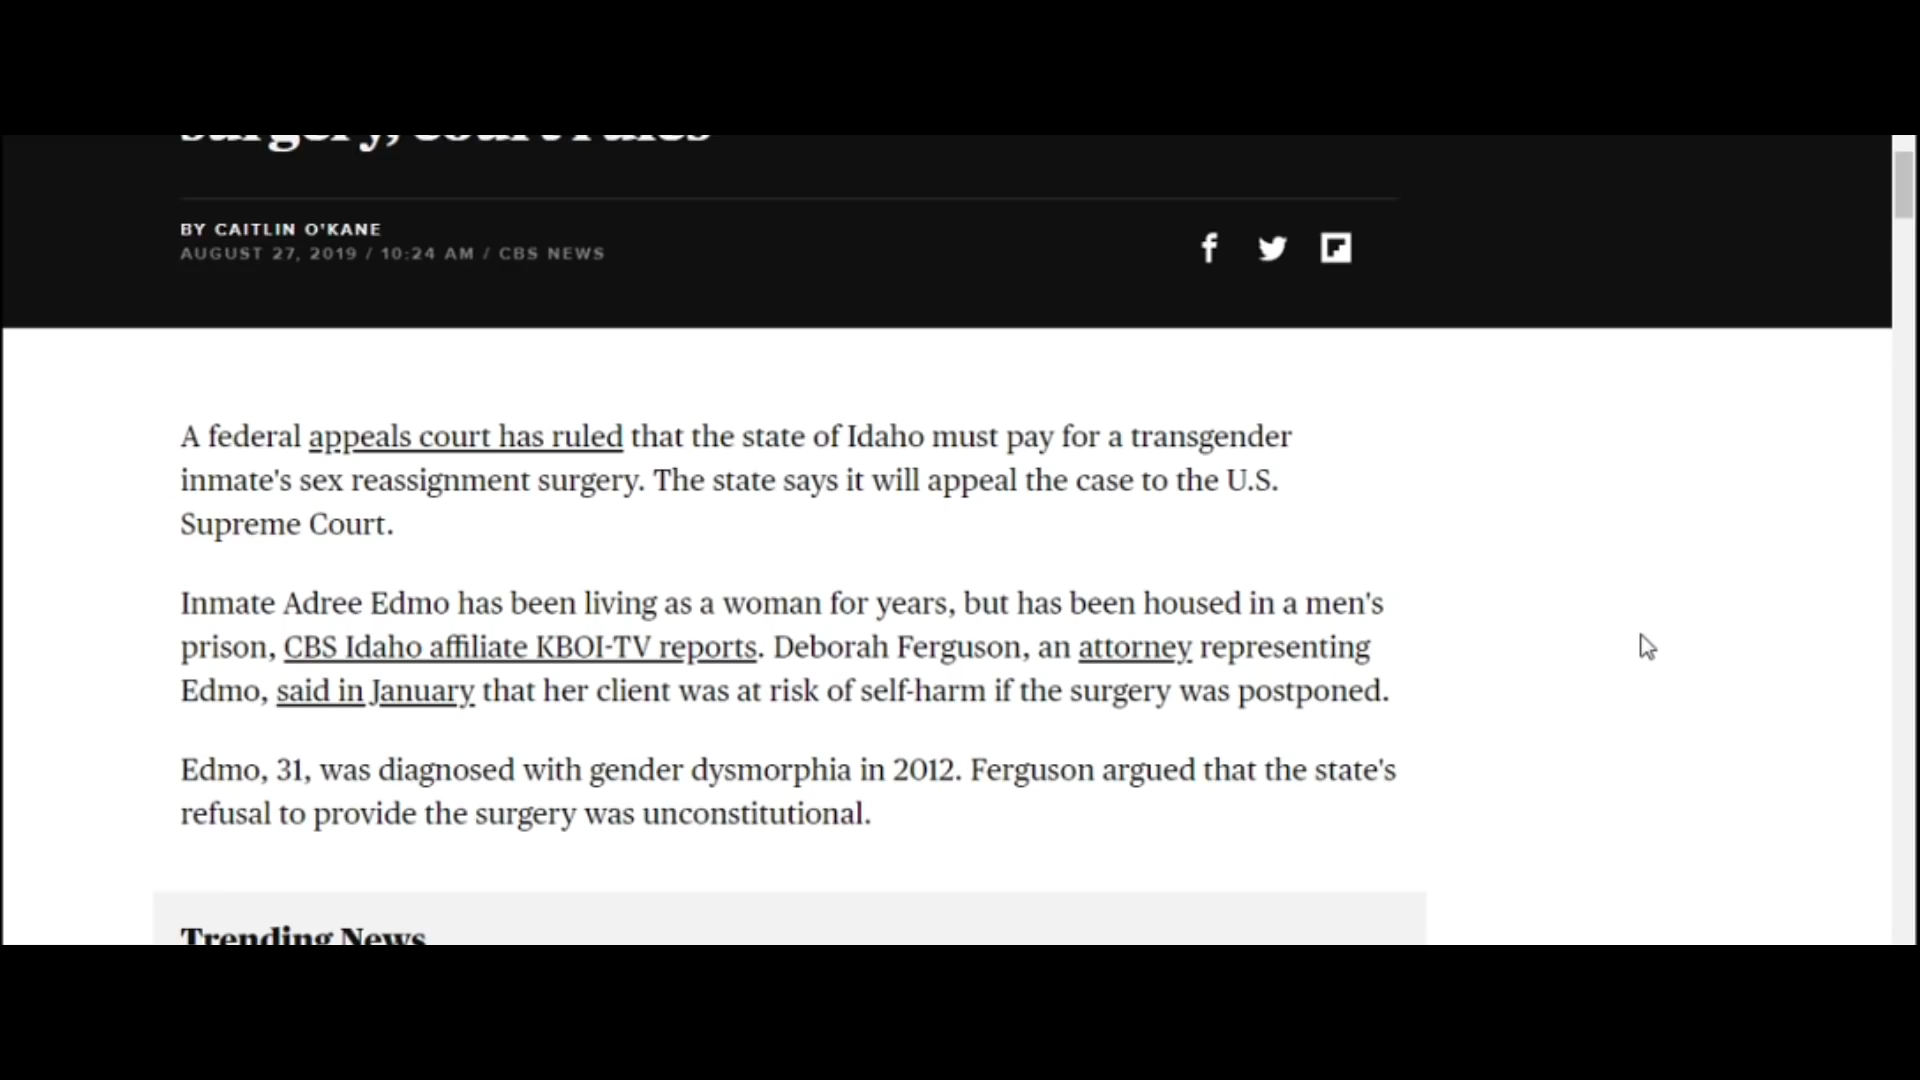 surgery, court rules
BY CAITLIN O'KANE
AUGUST 27, 2019 / 10:24 AM / CBS NEWS
A federal appeals court has ruled that the state of Idaho must pay for a transgender
inmate's sex reassignment surgery. The state says it will appeal the case to the U.S.
Supreme Court.
Inmate Adree Edmo has been living as a woman for years, but has been housed in a men's
prison, CBS Idaho affiliate KBOI-TV reports. Deborah Ferguson, an attorney representing
Edmo, said in January that her client was at risk of self-harm if the surgery was postponed.
Edmo, 31, was diagnosed with gender dysmorphia in 2012. Ferguson argued that the state's
refusal to provide the surgery was unconstitutional.
Trending News